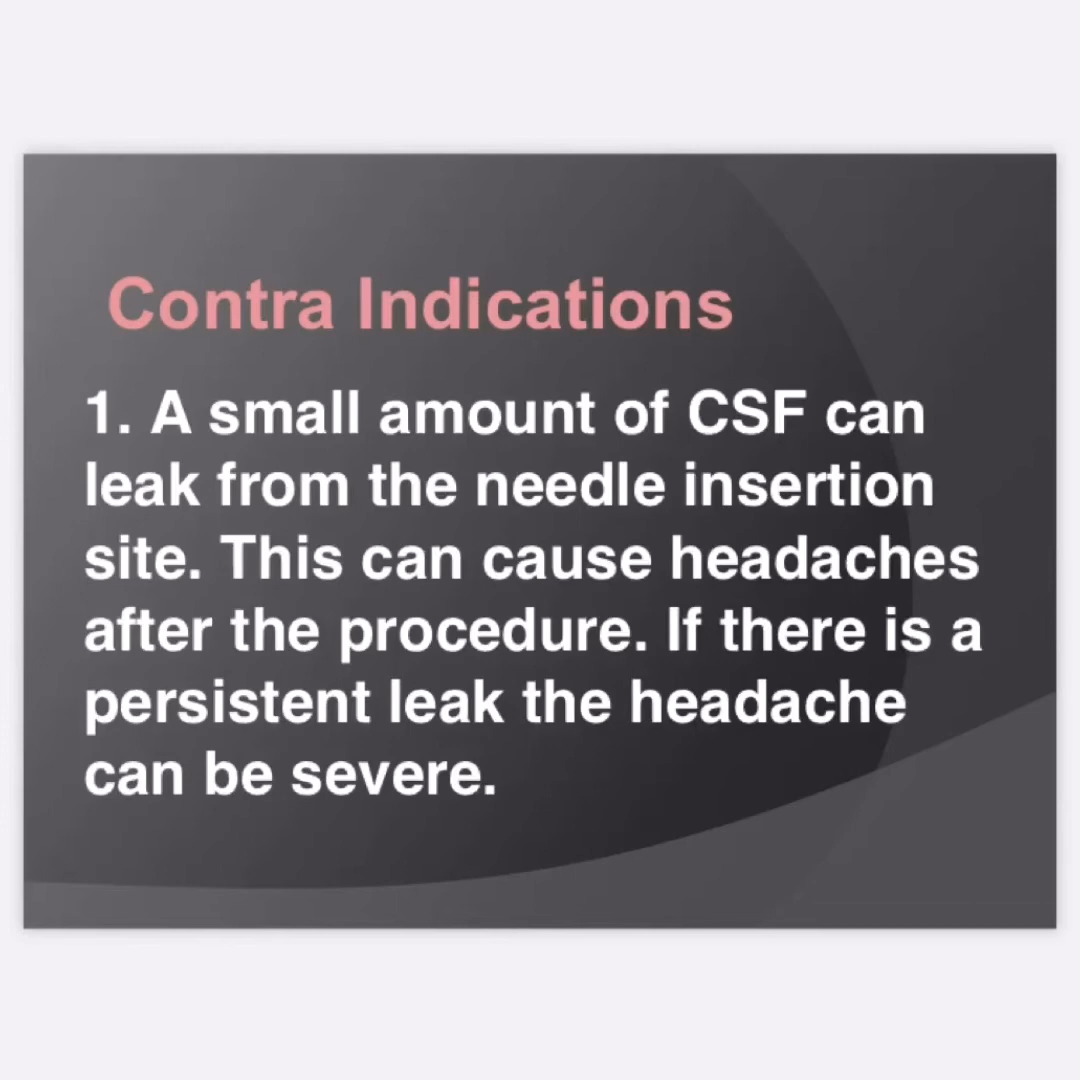 Contra Indications
1. A small amount of CSF can
leak from the needle insertion
site. This can cause headaches
after the procedure. If there is a
persistent leak the headache
can be severe.